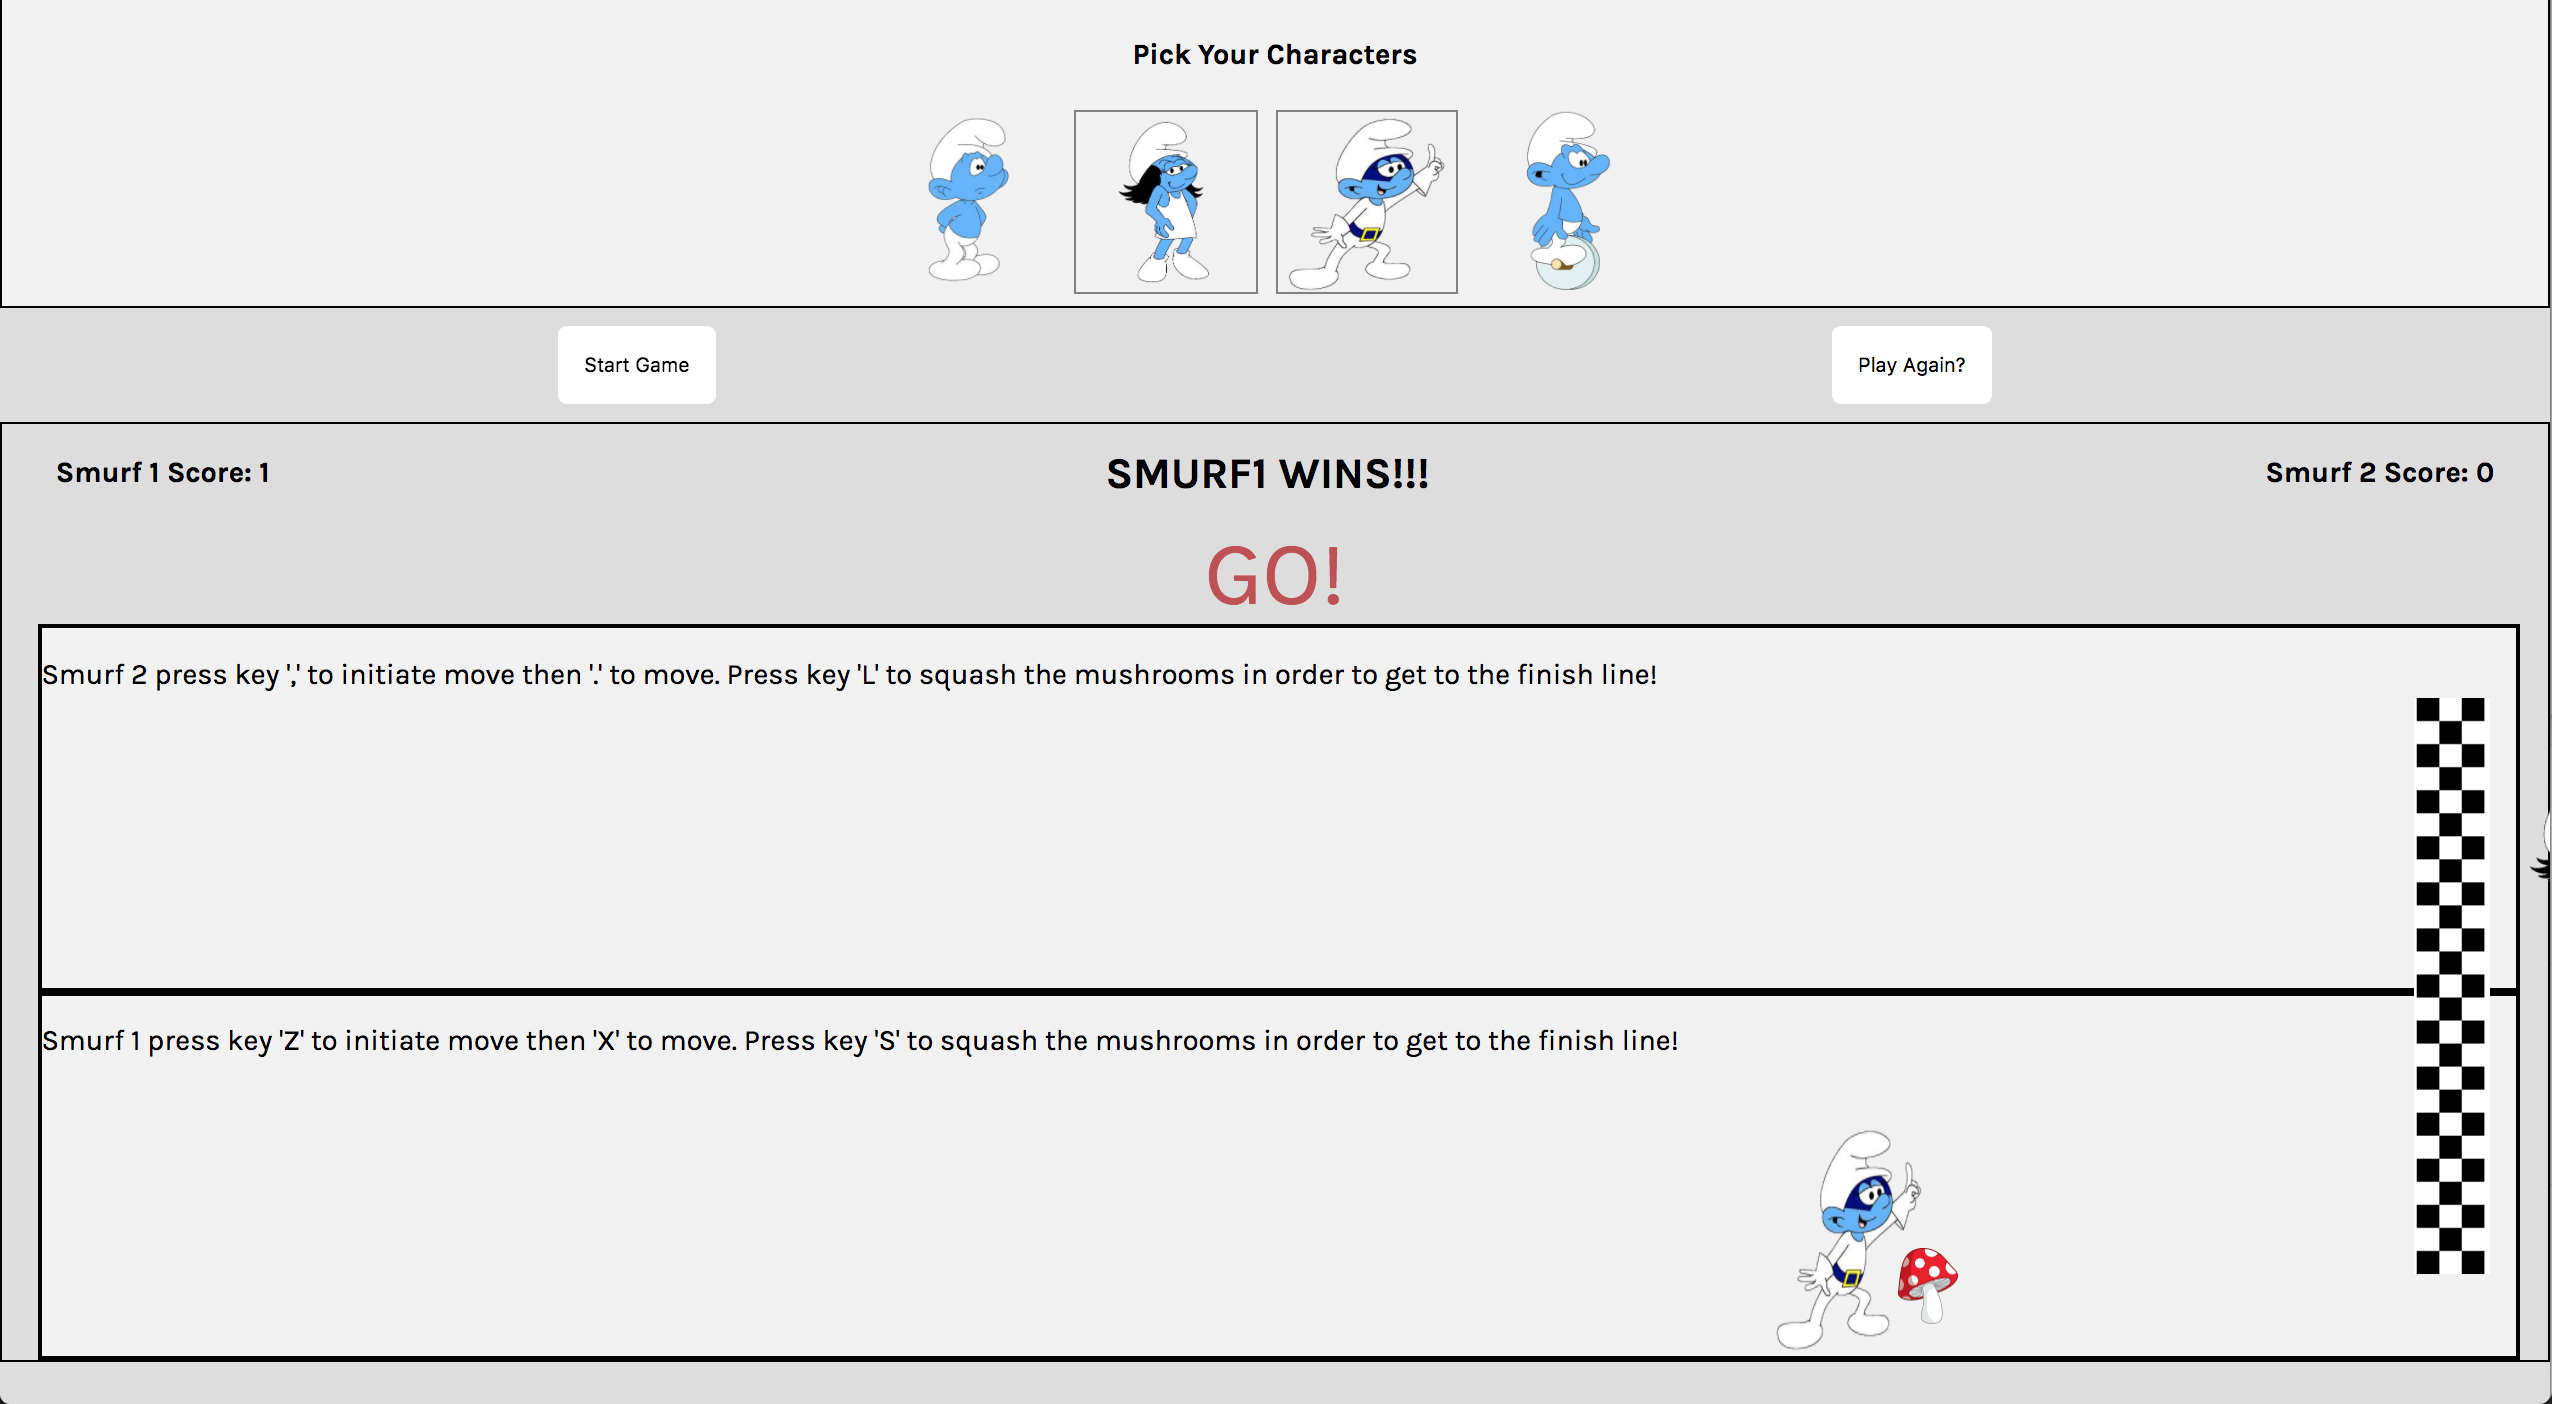 Pick Your Characters
Start Game
Play Again?
Smurf 1 Score: 1
SMURF1 WINS!!!
Smurf 2 Score: 0
GO!
Smurf 2 press key ',' to initiate move then '.' to move. Press key 'L' to squash the mushrooms in order to get to the finish line!
Smurf 1 press key 'Z' to initiate move then 'X' to move. Press key 'S' to squash the mushrooms in order to get to the finish line!